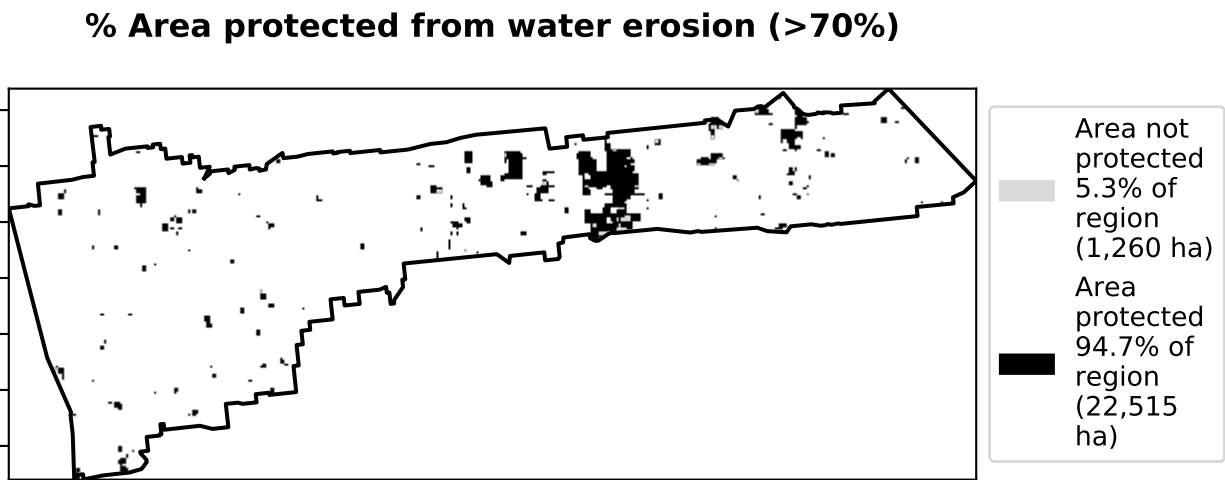 % Area protected from water erosion (>70%)
Area not
protected
5.3% of
region
(1,260 ha)
Area
protected
94.7% of
region
(22,515
ha)